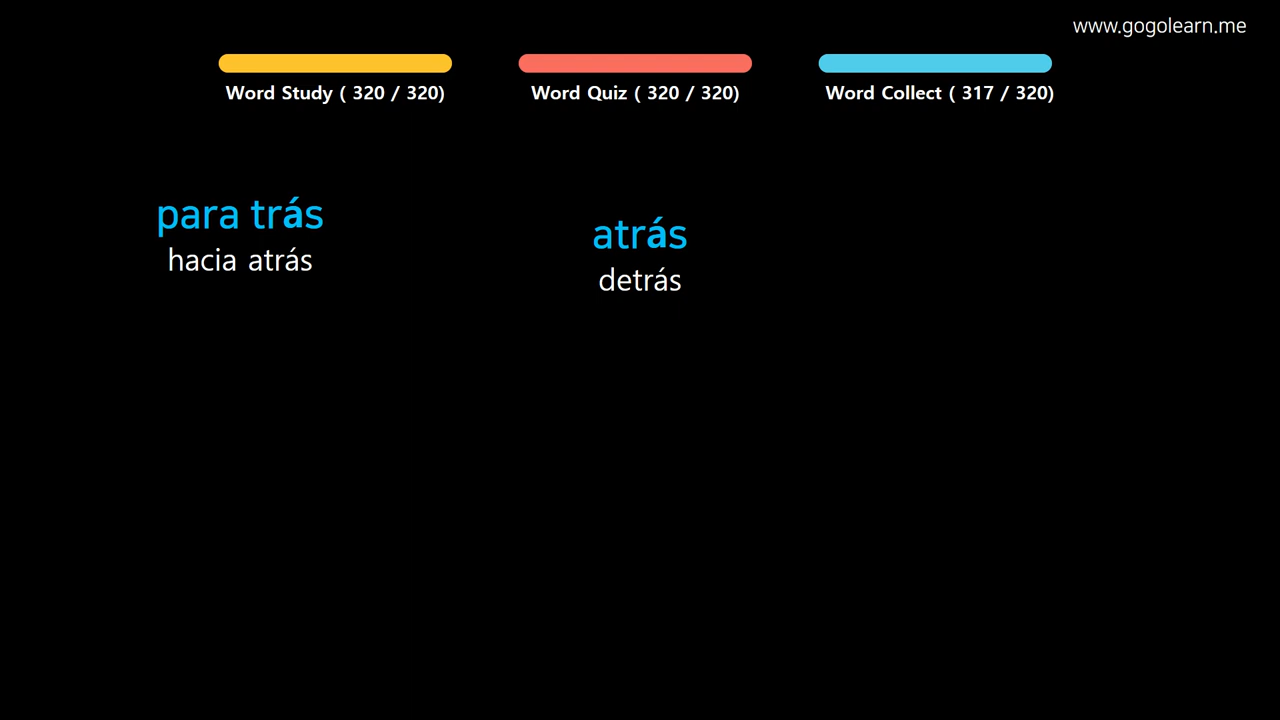 www.gogolearn.me
Word Study ( 320 / 320)
Word Quiz ( 320 / 320)
Word Collect ( 317 / 320)
para trás
hacia atrás
atrás
detrás